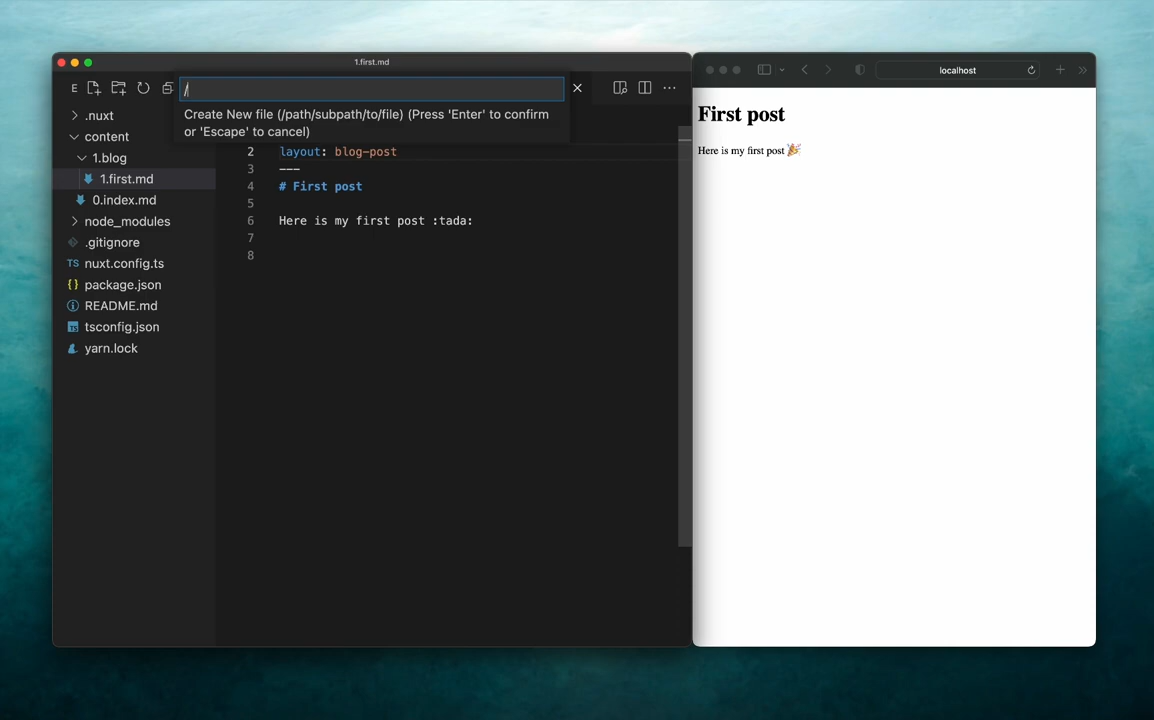 1.first.md
E
/
Create New file (/path/subpath/to/file) (Press 'Enter' to confirm
or 'Escape' to cancel)
.nuxt
content
1.blog
1.first.md
0.index.md
node_modules
.gitignore
TS nuxt.config.ts
{} package.json
README.md
TS tsconfig.json
yarn.lock
2 layout: blog-post
3 ---
4 # First post
5
6 Here is my first post :tada:
7
8
localhost
First post
Here is my first post 🎉